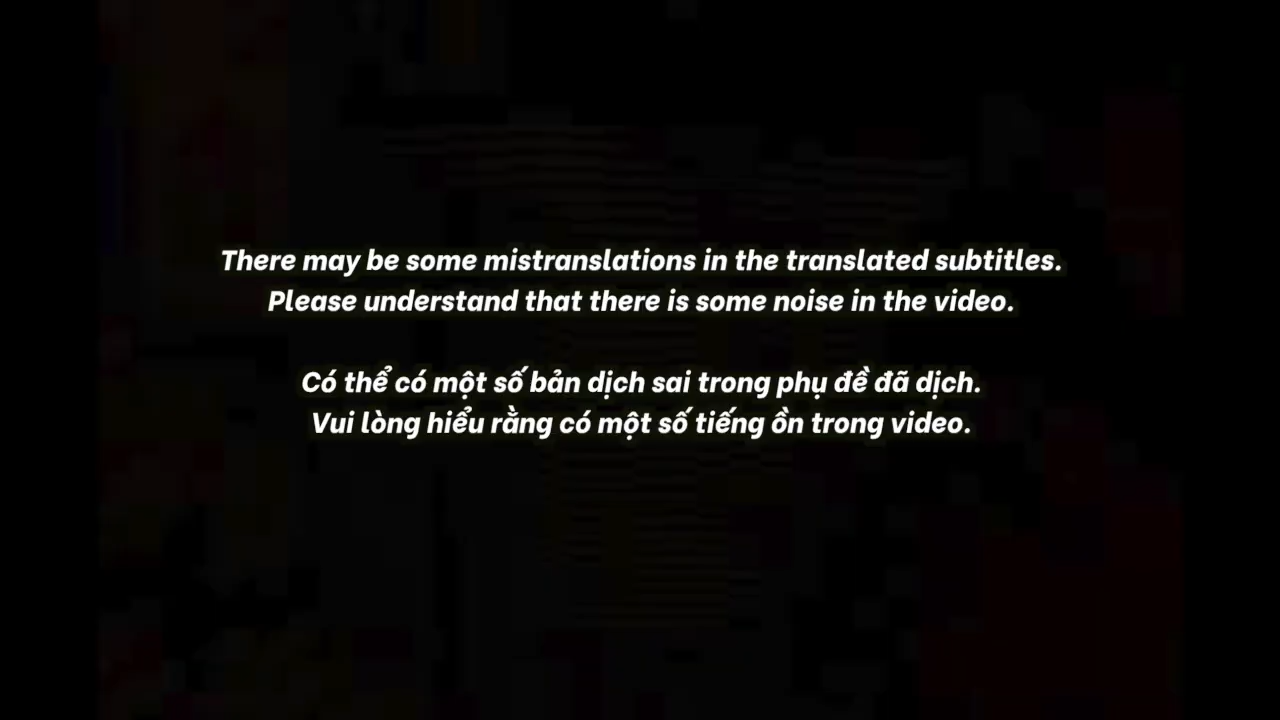 There may be some mistranslations in the translated subtitles.
Please understand that there is some noise in the video.
Có thể có một số bản dịch sai trong phụ đề đã dịch.
Vui lòng hiểu rằng có một số tiếng ồn trong video.